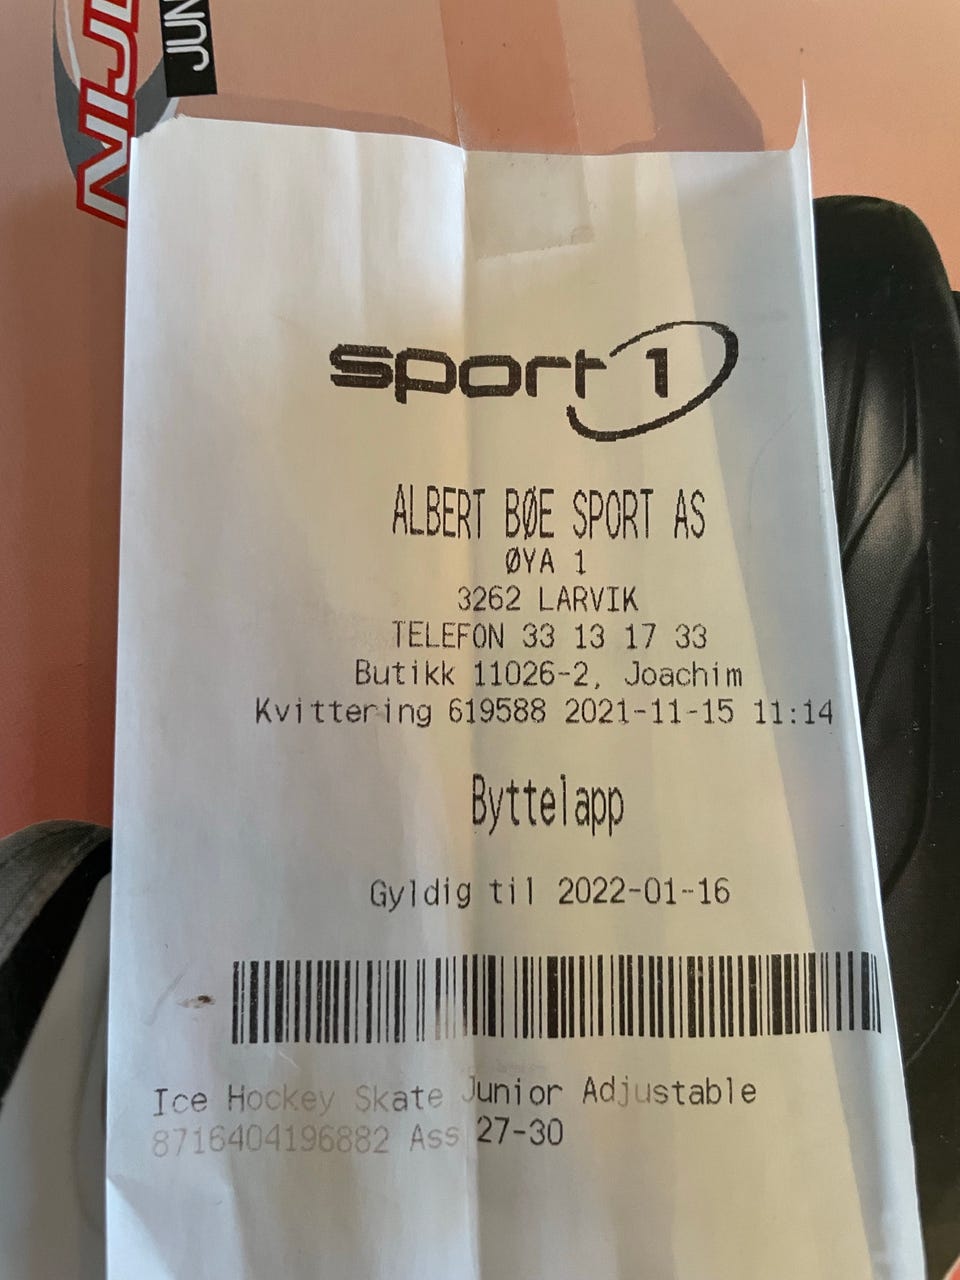 NIJD
JUN
sport 1
ALBERT BØE SPORT AS
ØYA 1
3262 LARVIK
TELEFON 33 13 17 33
Butikk 11026-2, Joachim
Kvittering 619588 2021-11-15 11:14
Byttelapp
Gyldig til 2022-01-16
Ice Hockey Skate Junior Adjustable
8716404196882 Ass 27-30